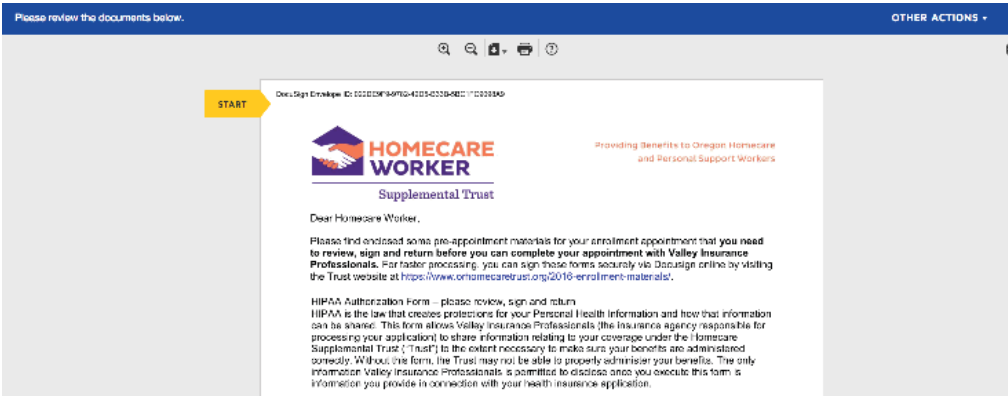 Please review the documents below.
OTHER ACTIONS
START
DocuSign Envelope ID:
HOMECARE
WORKER
Supplemental Trust
Providing Benefits to Oregon Homecare
and Personal Support Workers
Dear Homecare Worker,
Please find enclosed some pre-appointment materials for your enrollment appointment that you need
to review, sign and return before you can complete your appointment with Valley Insurance
Professionals. For faster processing, you can sign these forms securely via Docusign online by visiting
the Trust website at https://www.orhomecaretrust.org/2016-enrollment-materials/.
HIPAA Authorization Form – please review, sign and return
HIPAA is the law that creates protections for your Personal Health Information and how that information
can be shared. This form allows Valley Insurance Professionals (the insurance agency responsible for
processing your application) to share information relating to your coverage under the Homecare
Supplemental Trust ("Trust") to the extent necessary to make sure your benefits are administered
correctly. Without this form, the Trust may not be able to properly administer your benefits. The only
information Valley Insurance Professionals is permitted to disclose once you execute this form is
information you provide in connection with your health insurance application.